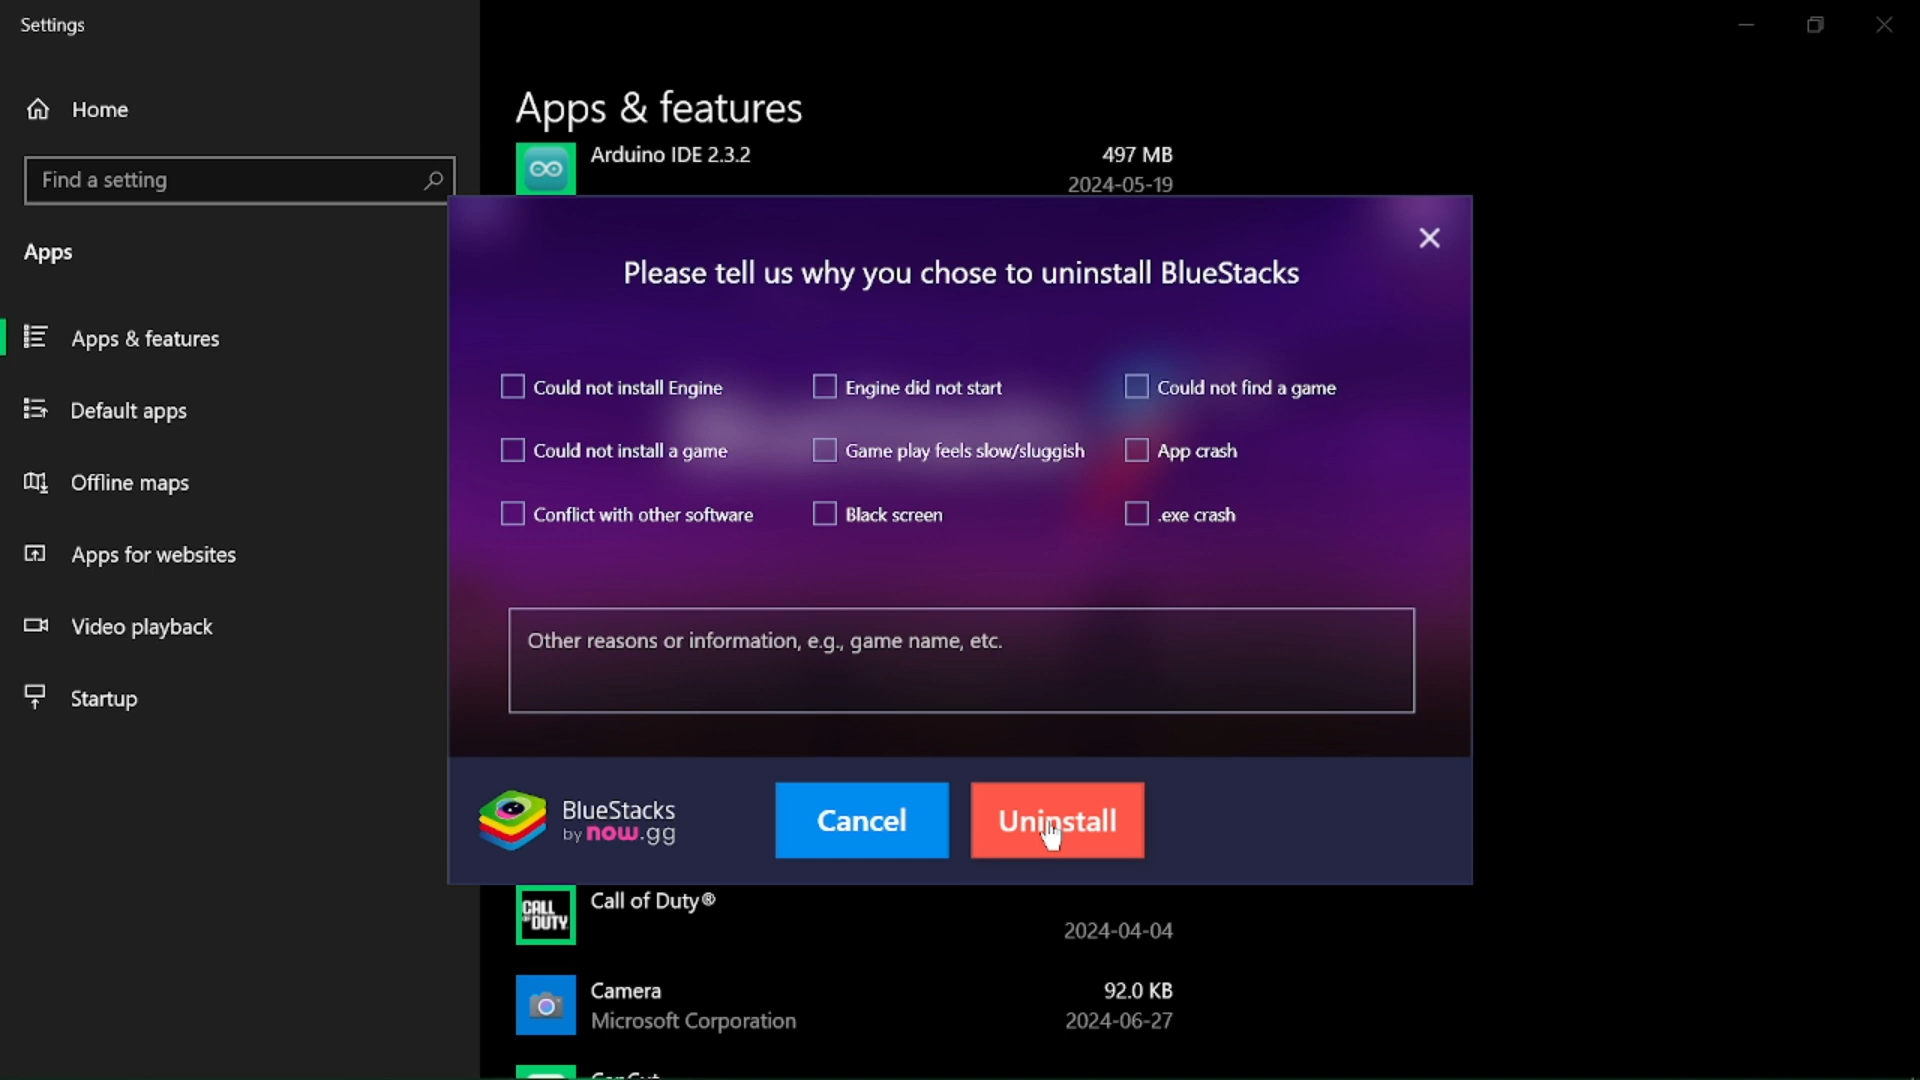 Settings
Home
Find a setting
Apps
Apps & features
Default apps
Offline maps
Apps for websites
Video playback
Startup
Apps & features
Arduino IDE 2.3.2
497 MB
2024-05-19
Please tell us why you chose to uninstall BlueStacks
Could not install Engine
Engine did not start
Could not find a game
Could not install a game
Game play feels slow/sluggish
App crash
Conflict with other software
Black screen
.exe crash
Other reasons or information, e.g., game name, etc.
BlueStacks
by now.gg
Cancel
Uninstall
CALL
OF DUTY
Call of Duty®
2024-04-04
Camera
92.0 KB
Microsoft Corporation
2024-06-27